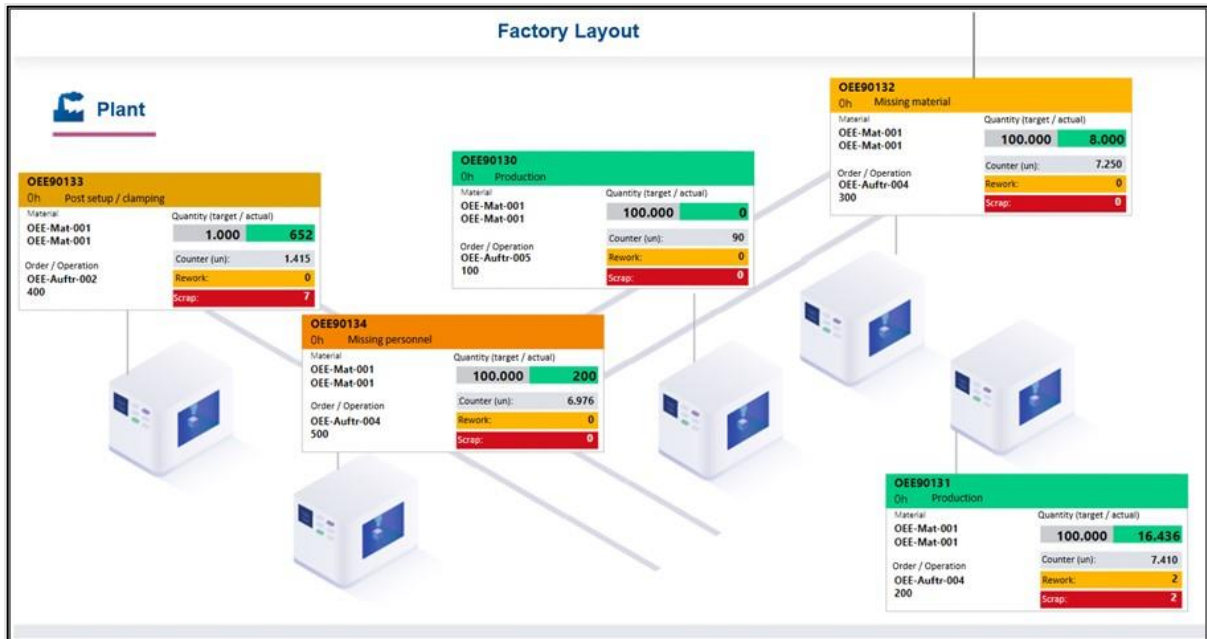 Factory Layout
Plant
OEE90132
0h Missing material
Material
OEE-Mat-001
OEE-Mat-001
Quantity (target / actual)
100.000 8.000
Counter (un): 7.250
Order / Operation
OEE-Auftr-004
300
Rework: 0
Scrap: 0
OEE90130
0h Production
Material
OEE-Mat-001
OEE-Mat-001
Quantity (target / actual)
100.000 0
Counter (un): 90
Order / Operation
OEE-Auftr-005
100
Rework: 0
Scrap: 0
OEE90133
0h Post setup / clamping
Material
OEE-Mat-001
OEE-Mat-001
Quantity (target / actual)
1.000 652
Counter (un): 1.415
Order / Operation
OEE-Auftr-002
400
Rework: 0
Scrap: 7
OEE90134
0h Missing personnel
Material
OEE-Mat-001
OEE-Mat-001
Quantity (target / actual)
100.000 200
Counter (un): 6.976
Order / Operation
OEE-Auftr-004
500
Rework: 0
Scrap: 0
OEE90131
0h Production
Material
OEE-Mat-001
OEE-Mat-001
Quantity (target / actual)
100.000 16.436
Counter (un): 7.410
Order / Operation
OEE-Auftr-004
200
Rework: 2
Scrap: 2